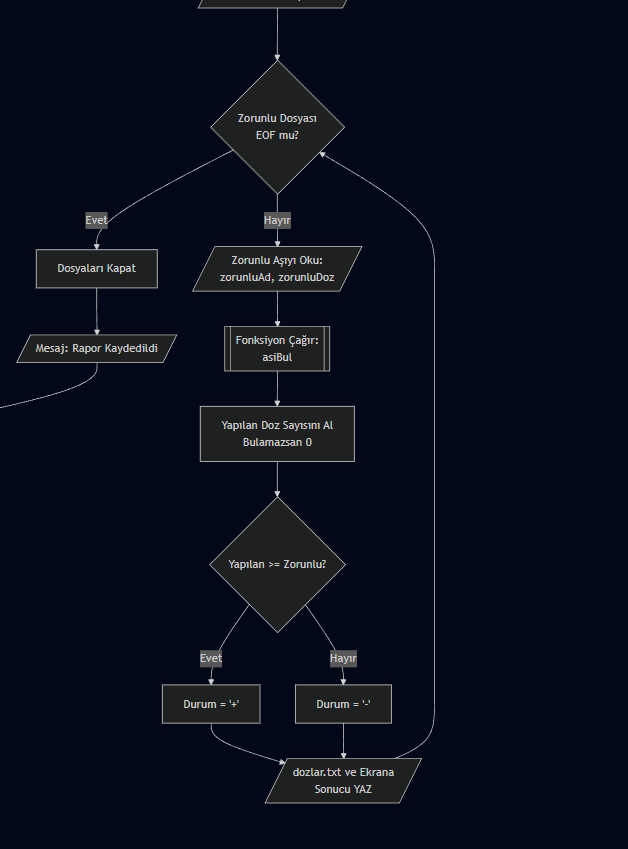 Zorunlu Dosyası
EOF mu?
Evet
Hayır
Dosyaları Kapat
Zorunlu Aşıyı Oku:
zorunluAd, zorunluDoz
Mesaj: Rapor Kaydedildi
Fonksiyon Çağır:
asiBul
Yapılan Doz Sayısını Al
Bulamazsan 0
Yapılan >= Zorunlu?
Evet
Hayır
Durum = '+'
Durum = '-'
dozlar.txt ve Ekrana
Sonucu YAZ